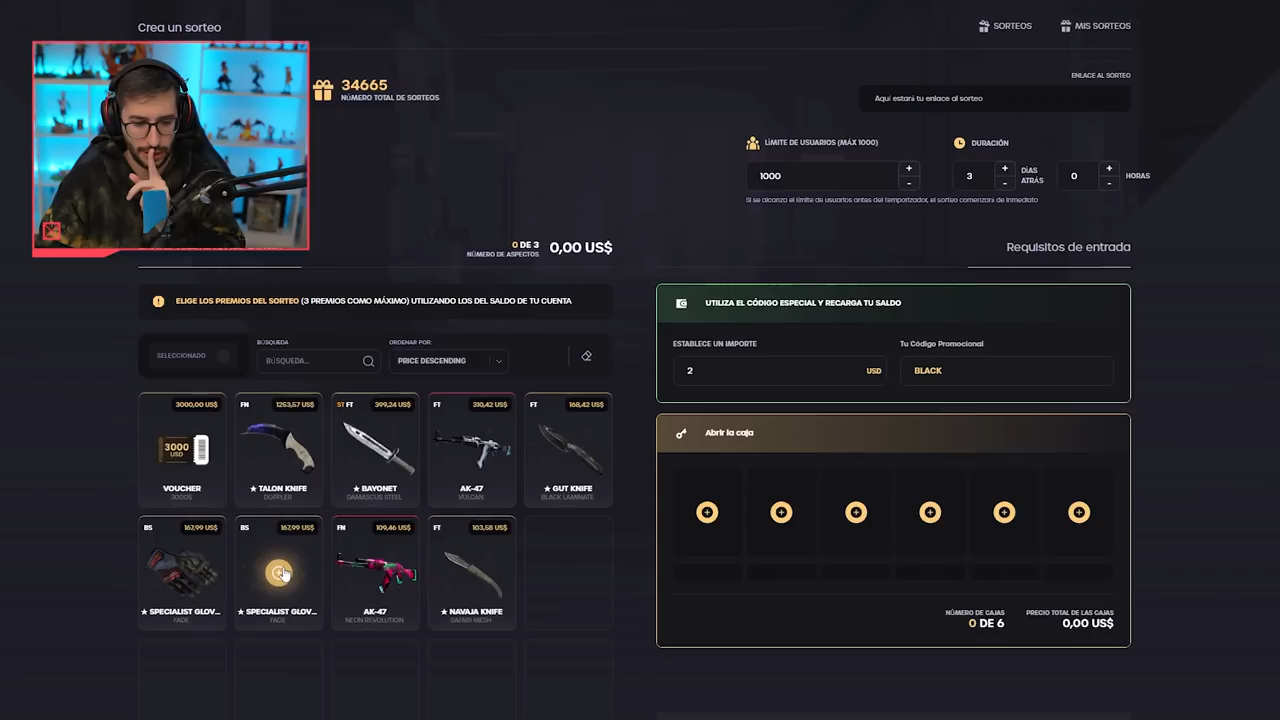 Crea un sorteo
SORTEOS
MIS SORTEOS
34665
NÚMERO TOTAL DE SORTEOS
ENLACE AL SORTEO
Aquí estará tu enlace al sorteo
LÍMITE DE USUARIOS (MÁX 1000)
DURACIÓN
1000
+
-
3
+
-
DÍAS
ATRÁS
0
+
-
HORAS
Si se alcanza el límite de usuarios antes del temporizador, el sorteo comenzará de inmediato
0 DE 3
NÚMERO DE ASPECTOS
0,00 US$
Requisitos de entrada
ELIGE LOS PREMIOS DEL SORTEO (3 PREMIOS COMO MÁXIMO) UTILIZANDO LOS DEL SALDO DE TU CUENTA
SELECCIONADO
BÚSQUEDA
BÚSQUEDA...
ORDENAR POR:
PRICE DESCENDING
UTILIZA EL CÓDIGO ESPECIAL Y RECARGA TU SALDO
ESTABLECE UN IMPORTE
2
USD
Tu Código Promocional
BLACK
3000,00 US$
3000
USD
VOUCHER
3000$
FN
1253,57 US$
★ TALON KNIFE
DOPPLER
ST FT
399,24 US$
★ BAYONET
DAMASCUS STEEL
FT
310,42 US$
AK-47
VULCAN
FT
168,42 US$
★ GUT KNIFE
BLACK LAMINATE
BS
167,99 US$
★ SPECIALIST GLOV...
FADE
BS
167,99 US$
★ SPECIALIST GLOV...
FADE
FN
109,46 US$
AK-47
NEON REVOLUTION
FT
103,58 US$
★ NAVAJA KNIFE
SAFARI MESH
Abrir la caja
NÚMERO DE CAJAS
0 DE 6
PRECIO TOTAL DE LAS CAJAS
0,00 US$